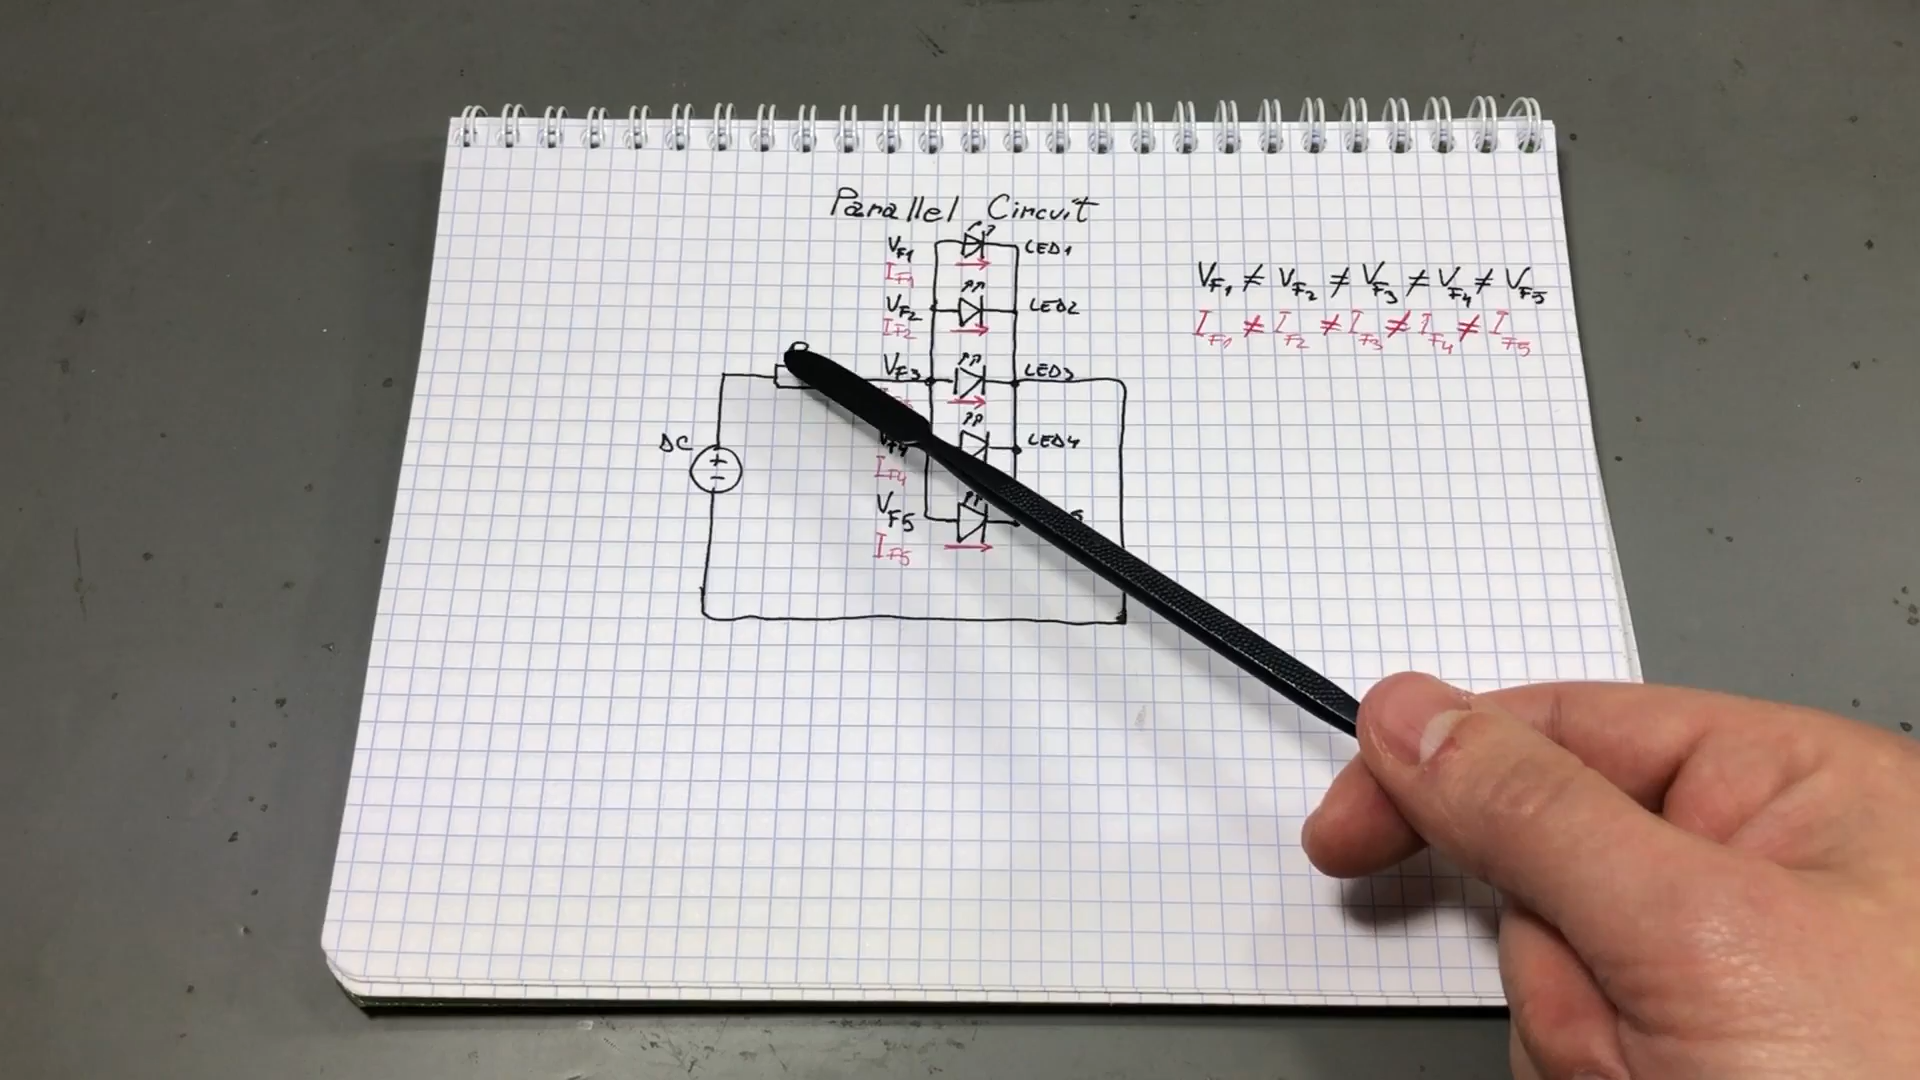 Parallel Circuit
VF1 LED1
IF1
VF2 LED2
IF2
VF3 LED3
DC
LED4
IF4
VF5
IF5
VF1 ≠ VF2 ≠ VF3 ≠ VF4 ≠ VF5
IF1 ≠ IF2 ≠ IF3 ≠ IF4 ≠ IF5
+
−